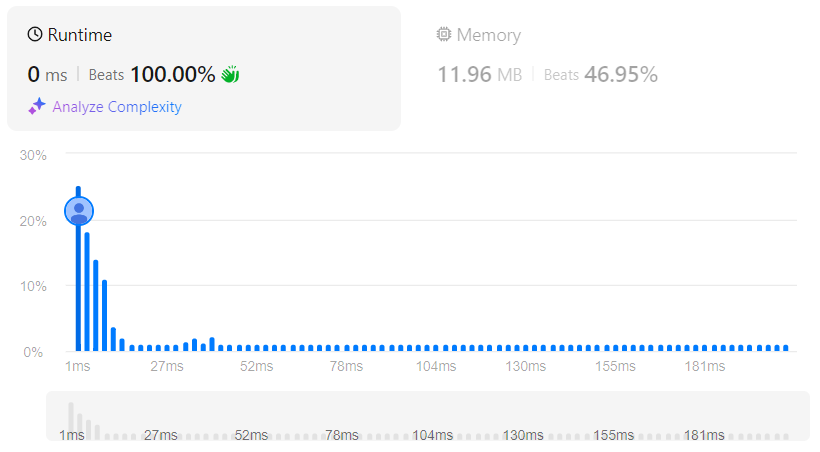 Runtime
0 ms | Beats 100.00%
Analyze Complexity
Memory
11.96 MB | Beats 46.95%
30%
20%
10%
0%
1ms 27ms 52ms 78ms 104ms 130ms 155ms 181ms
1ms 27ms 52ms 78ms 104ms 130ms 155ms 181ms